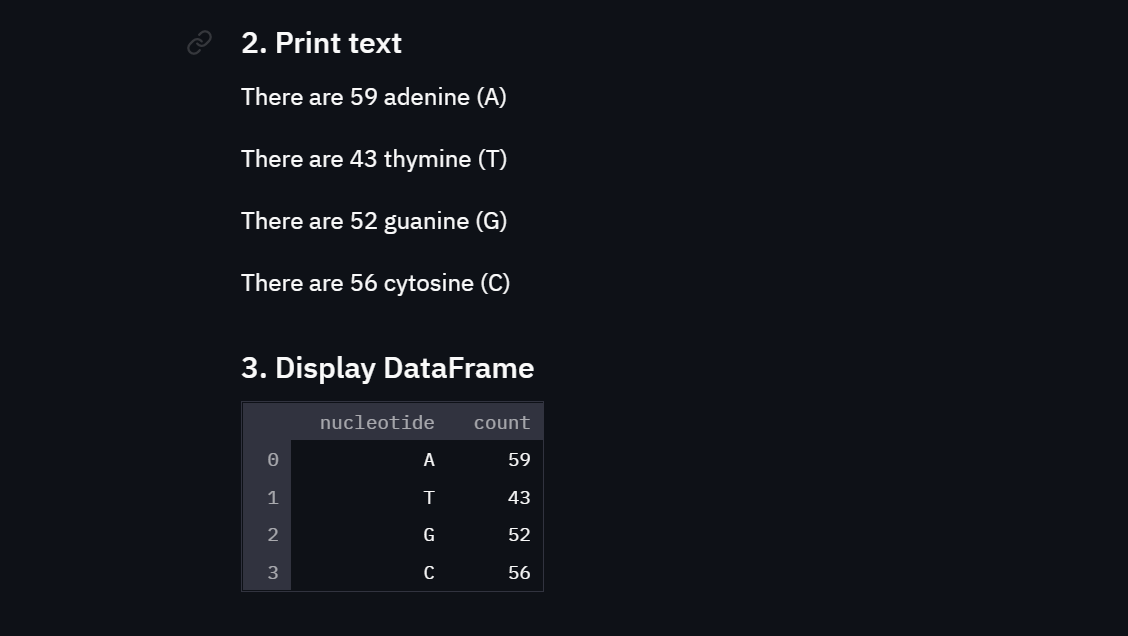 2. Print text
There are 59 adenine (A)
There are 43 thymine (T)
There are 52 guanine (G)
There are 56 cytosine (C)
3. Display DataFrame
nucleotide count
0 A 59
1 T 43
2 G 52
3 C 56